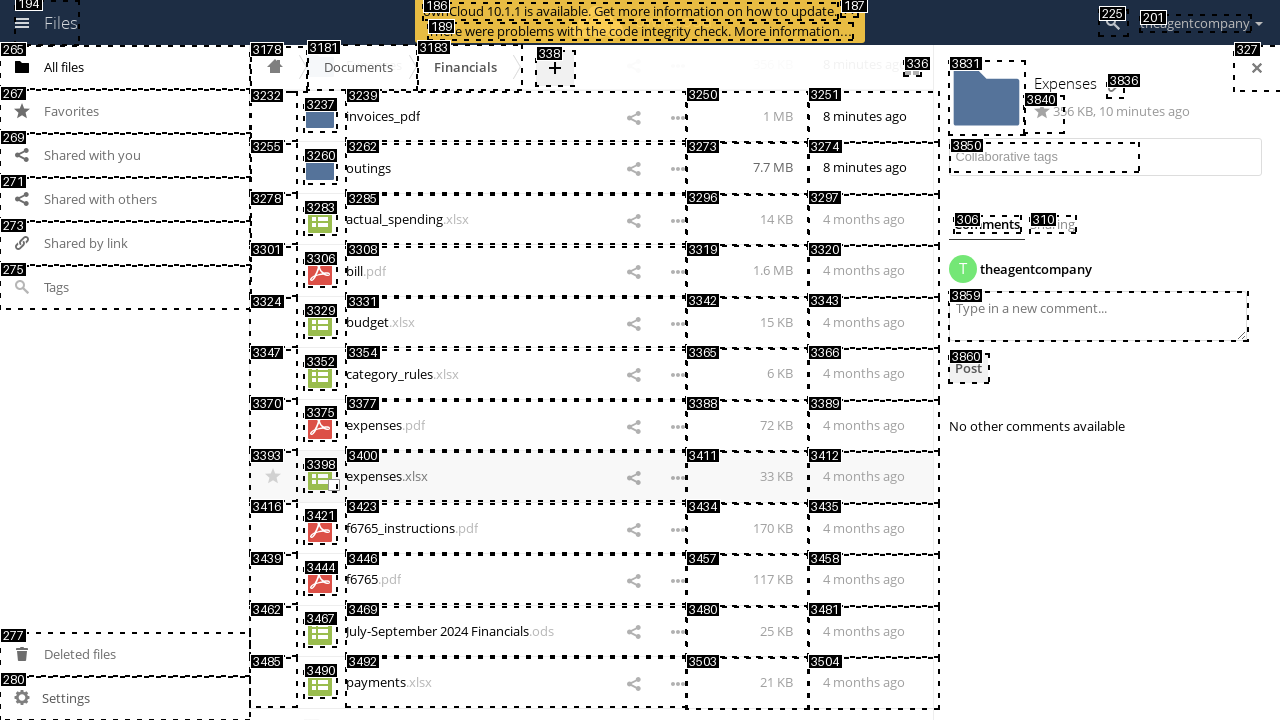 194
Files
186
ownCloud 10.1.1 is available. Get more information on how to update.
187
189
There were problems with the code integrity check. More information...
225
201
theagentcompany
265
All files
267
Favorites
269
Shared with you
271
Shared with others
273
Shared by link
275
Tags
277
Deleted files
280
Settings
3178
3181
Documents
3183
Financials
338
+
336
327
3232
3237
3239
invoices_pdf
3250
1 MB
3251
8 minutes ago
3255
3260
3262
outings
3273
7.7 MB
3274
8 minutes ago
3278
3283
3285
actual_spending.xlsx
3296
14 KB
3297
4 months ago
3301
3306
3308
bill.pdf
3319
1.6 MB
3320
4 months ago
3324
3329
3331
budget.xlsx
3342
15 KB
3343
4 months ago
3347
3352
3354
category_rules.xlsx
3365
6 KB
3366
4 months ago
3370
3375
3377
expenses.pdf
3388
72 KB
3389
4 months ago
3393
3398
3400
expenses.xlsx
3411
33 KB
3412
4 months ago
3416
3421
3423
f6765_instructions.pdf
3434
170 KB
3435
4 months ago
3439
3444
3446
f6765.pdf
3457
117 KB
3458
4 months ago
3462
3467
3469
July-September 2024 Financials.ods
3480
25 KB
3481
4 months ago
3485
3490
3492
payments.xlsx
3503
21 KB
3504
4 months ago
3831
Expenses
3836
3840
356 KB, 10 minutes ago
3850
Collaborative tags
306
Comments
310
Sharing
T
theagentcompany
3859
Type in a new comment...
3860
Post
No other comments available